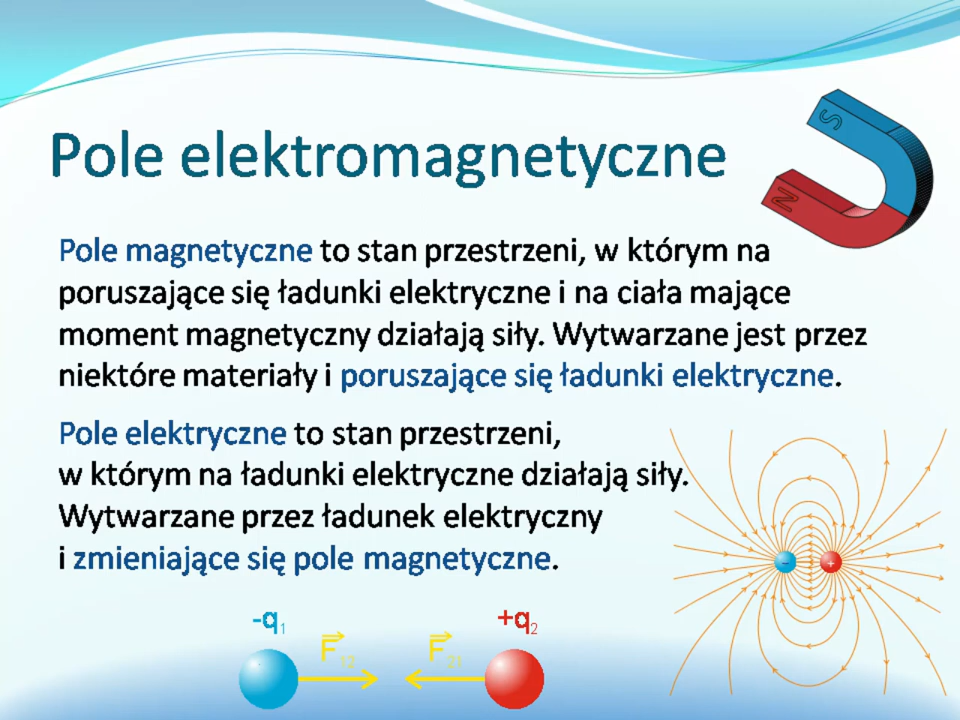 Pole elektromagnetyczne
S
N
Pole magnetyczne to stan przestrzeni, w którym na
poruszające się ładunki elektryczne i na ciała mające
moment magnetyczny działają siły. Wytwarzane jest przez
niektóre materiały i poruszające się ładunki elektryczne.
Pole elektryczne to stan przestrzeni,
w którym na ładunki elektryczne działają siły.
Wytwarzane przez ładunek elektryczny
i zmieniające się pole magnetyczne.
- +
-q₁ +q₂
F₁₂ F₂₁